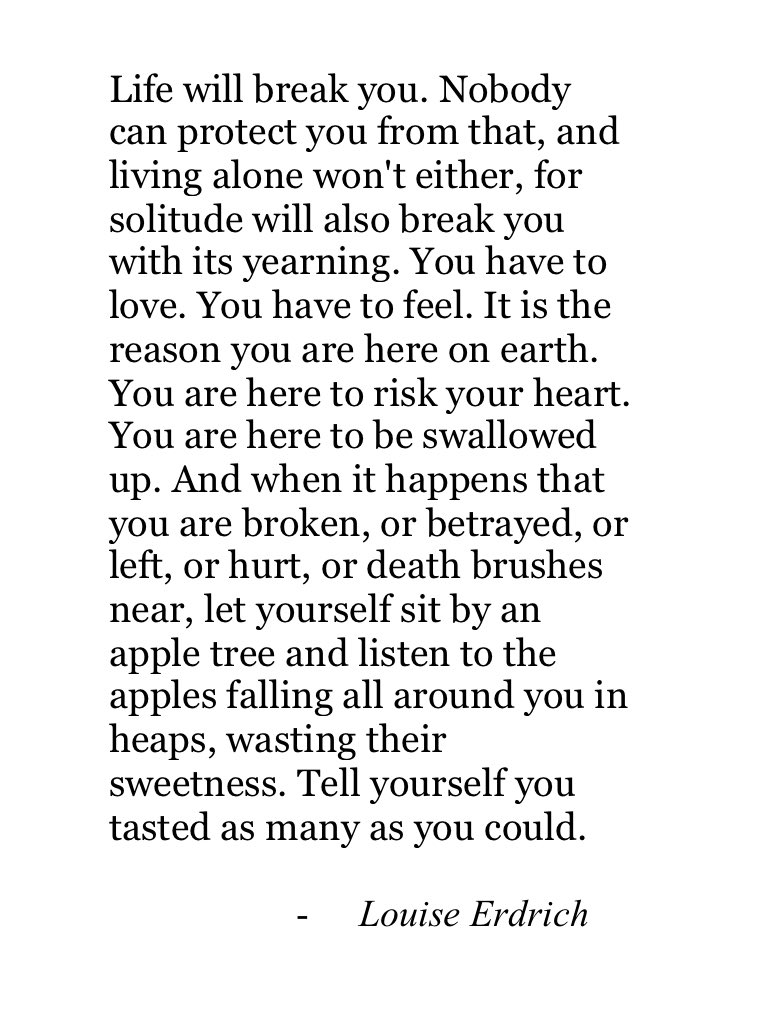 Life will break you. Nobody
can protect you from that, and
living alone won't either, for
solitude will also break you
with its yearning. You have to
love. You have to feel. It is the
reason you are here on earth.
You are here to risk your heart.
You are here to be swallowed
up. And when it happens that
you are broken, or betrayed, or
left, or hurt, or death brushes
near, let yourself sit by an
apple tree and listen to the
apples falling all around you in
heaps, wasting their
sweetness. Tell yourself you
tasted as many as you could.
- Louise Erdrich